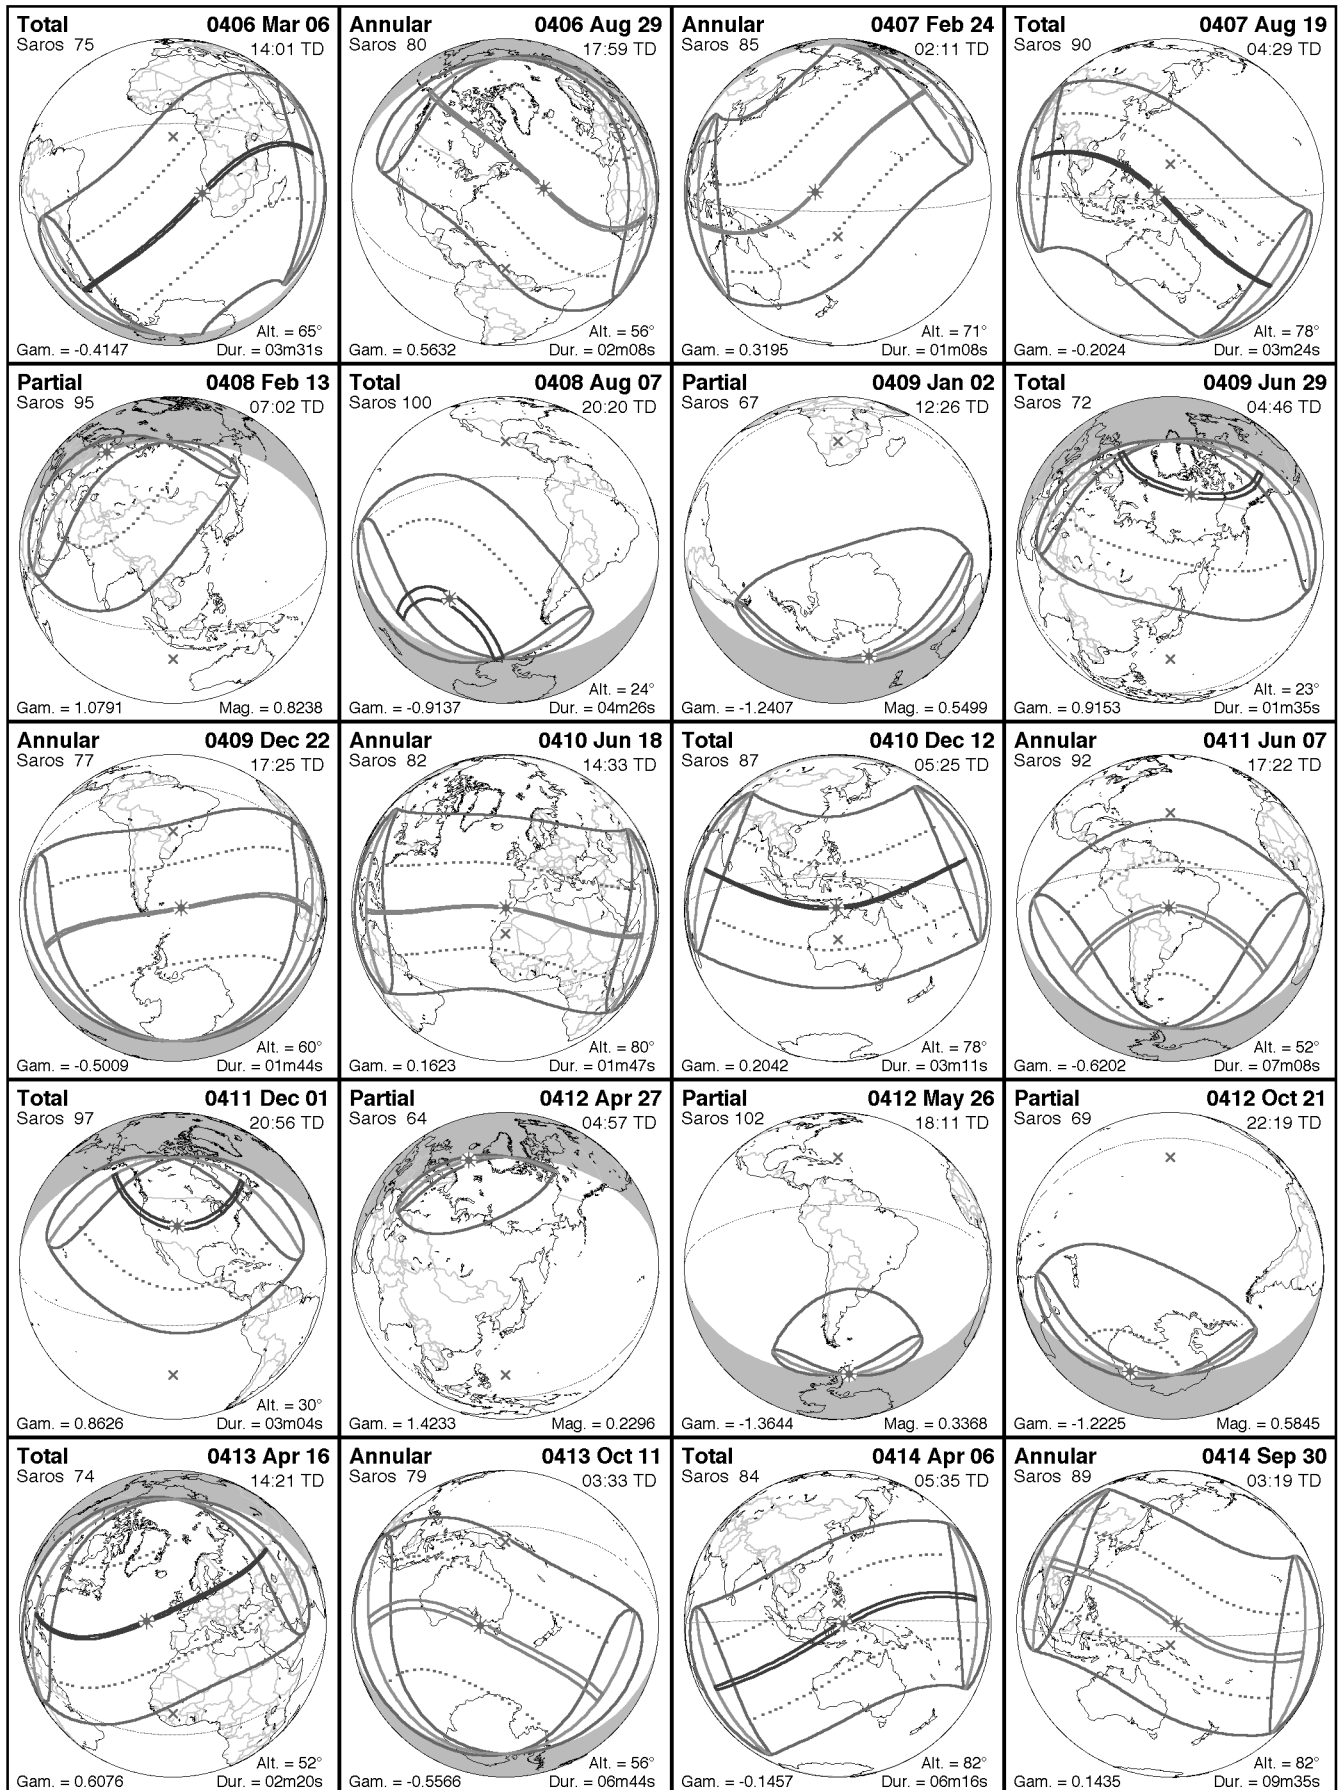 Total 0406 Mar 06
Saros 75 14:01 TD
Alt. = 65°
Gam. = -0.4147 Dur. = 03m31s
Annular 0406 Aug 29
Saros 80 17:59 TD
Alt. = 56°
Gam. = 0.5632 Dur. = 02m08s
Annular 0407 Feb 24
Saros 85 02:11 TD
Alt. = 71°
Gam. = 0.3195 Dur. = 01m08s
Total 0407 Aug 19
Saros 90 04:29 TD
Alt. = 78°
Gam. = -0.2024 Dur. = 03m24s
Partial 0408 Feb 13
Saros 95 07:02 TD
Gam. = 1.0791 Mag. = 0.8238
Total 0408 Aug 07
Saros 100 20:20 TD
Alt. = 24°
Gam. = -0.9137 Dur. = 04m26s
Partial 0409 Jan 02
Saros 67 12:26 TD
Gam. = -1.2407 Mag. = 0.5499
Total 0409 Jun 29
Saros 72 04:46 TD
Alt. = 23°
Gam. = 0.9153 Dur. = 01m35s
Annular 0409 Dec 22
Saros 77 17:25 TD
Alt. = 60°
Gam. = -0.5009 Dur. = 01m44s
Annular 0410 Jun 18
Saros 82 14:33 TD
Alt. = 80°
Gam. = 0.1623 Dur. = 01m47s
Total 0410 Dec 12
Saros 87 05:25 TD
Alt. = 78°
Gam. = 0.2042 Dur. = 03m11s
Annular 0411 Jun 07
Saros 92 17:22 TD
Alt. = 52°
Gam. = -0.6202 Dur. = 07m08s
Total 0411 Dec 01
Saros 97 20:56 TD
Alt. = 30°
Gam. = 0.8626 Dur. = 03m04s
Partial 0412 Apr 27
Saros 64 04:57 TD
Gam. = 1.4233 Mag. = 0.2296
Partial 0412 May 26
Saros 102 18:11 TD
Gam. = -1.3644 Mag. = 0.3368
Partial 0412 Oct 21
Saros 69 22:19 TD
Gam. = -1.2225 Mag. = 0.5845
Total 0413 Apr 16
Saros 74 14:21 TD
Alt. = 52°
Gam. = 0.6076 Dur. = 02m20s
Annular 0413 Oct 11
Saros 79 03:33 TD
Alt. = 56°
Gam. = -0.5566 Dur. = 06m44s
Total 0414 Apr 06
Saros 84 05:35 TD
Alt. = 82°
Gam. = -0.1457 Dur. = 06m16s
Annular 0414 Sep 30
Saros 89 03:19 TD
Alt. = 82°
Gam. = 0.1435 Dur. = 09m35s